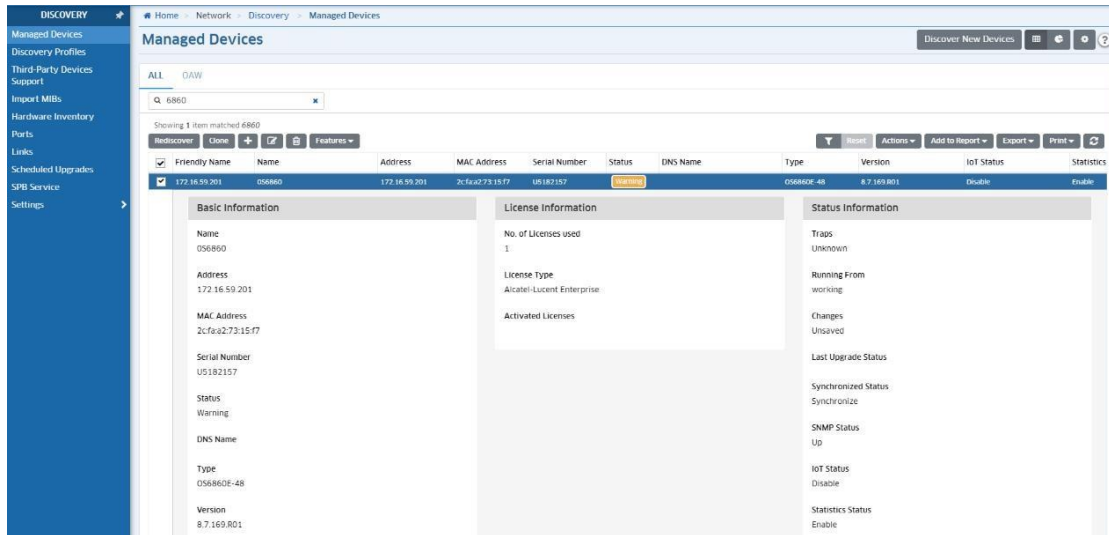 DISCOVERY
Managed Devices
Discovery Profiles
Third-Party Devices
Support
Import MIBs
Hardware Inventory
Ports
Links
Scheduled Upgrades
SPB Service
Settings
Home > Network > Discovery > Managed Devices
Managed Devices
Discover New Devices
?
ALL OAW
6860
Showing 1 item matched 6860
Rediscover Clone Features
Reset Actions Add to Report Export Print
Friendly Name Name Address MAC Address Serial Number Status DNS Name Type Version IoT Status Statistics
172.16.59.201 OS6860 172.16.59.201 2c:fa:a2:73:15:f7 U5182157 Warning OS6860E-48 8.7.169.R01 Disable Enable
Basic Information
Name
OS6860
Address
172.16.59.201
MAC Address
2c:fa:a2:73:15:f7
Serial Number
U5182157
Status
Warning
DNS Name
Type
OS6860E-48
Version
8.7.169.R01
License Information
No. of Licenses used
1
License Type
Alcatel-Lucent Enterprise
Activated Licenses
Status Information
Traps
Unknown
Running From
working
Changes
Unsaved
Last Upgrade Status
Synchronized Status
Synchronize
SNMP Status
Up
IoT Status
Disable
Statistics Status
Enable